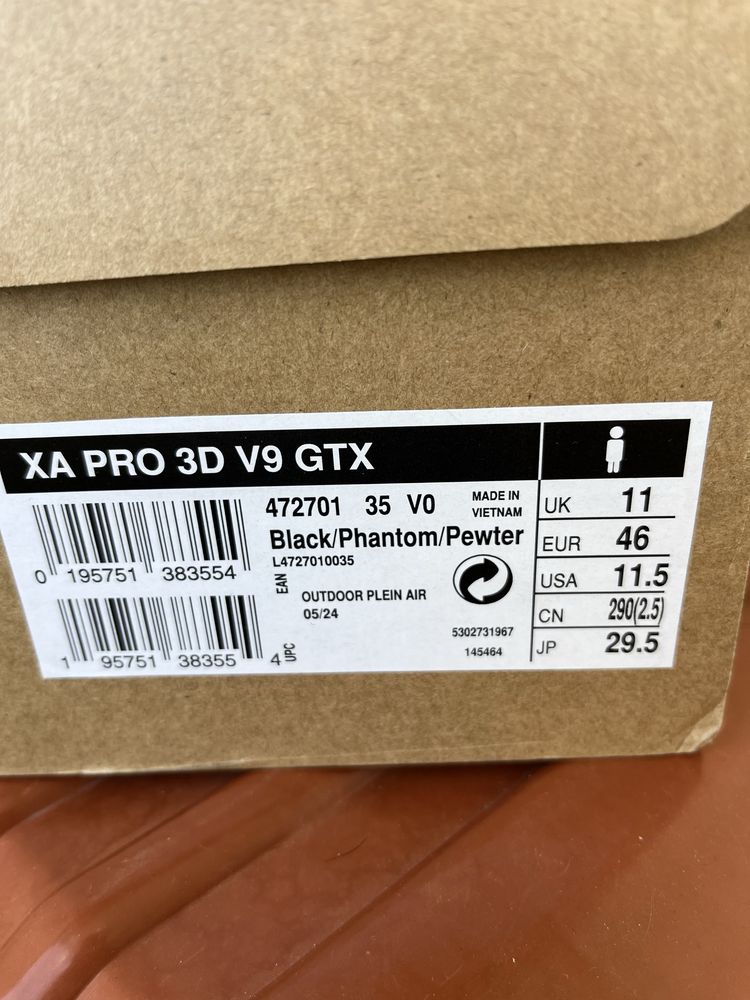 XA PRO 3D V9 GTX
472701 35 V0
MADE IN
VIETNAM
Black/Phantom/Pewter
L4727010035
0 195751 383554
EAN
OUTDOOR PLEIN AIR
05/24
1 95751 38355 4
UPC
5302731967
145464
UK 11
EUR 46
USA 11.5
CN 290(2.5)
JP 29.5